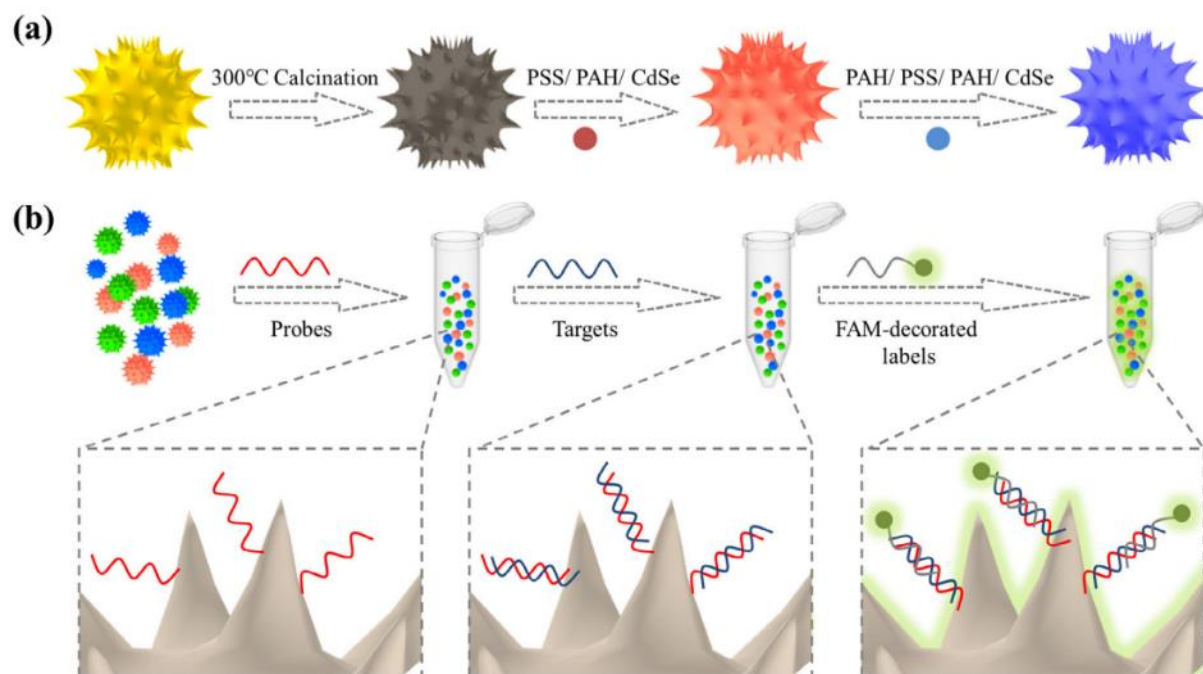 (a)
300°C Calcination
PSS/ PAH/ CdSe
PAH/ PSS/ PAH/ CdSe
(b)
Probes
Targets
FAM-decorated
labels